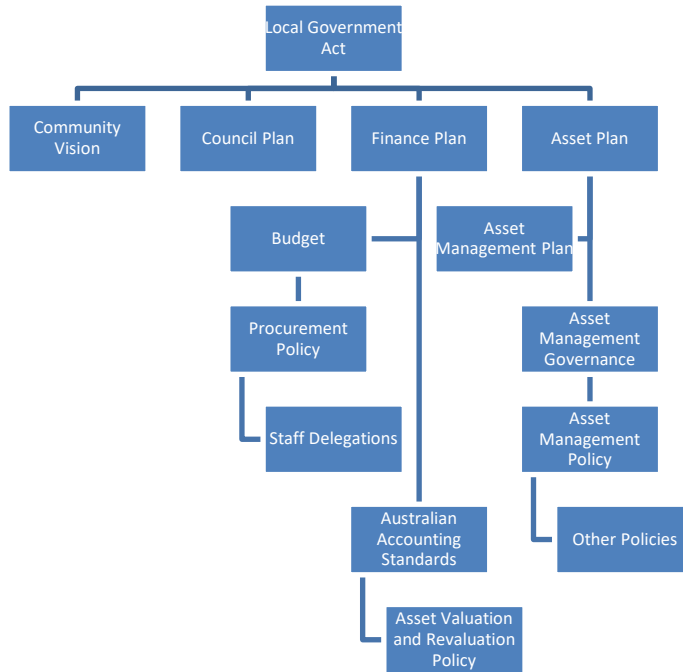 Local Government
Act
Community
Vision
Council Plan
Finance Plan
Asset Plan
Budget
Asset
Management Plan
Procurement
Policy
Asset
Management
Governance
Staff Delegations
Asset
Management
Policy
Australian
Accounting
Standards
Other Policies
Asset Valuation
and Revaluation
Policy